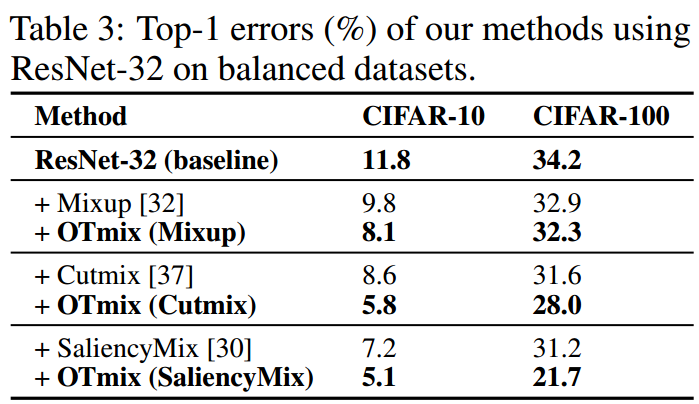 Table 3: Top-1 errors (%) of our methods using
ResNet-32 on balanced datasets.
Method CIFAR-10 CIFAR-100
ResNet-32 (baseline) 11.8 34.2
+ Mixup [32] 9.8 32.9
+ OTmix (Mixup) 8.1 32.3
+ Cutmix [37] 8.6 31.6
+ OTmix (Cutmix) 5.8 28.0
+ SaliencyMix [30] 7.2 31.2
+ OTmix (SaliencyMix) 5.1 21.7